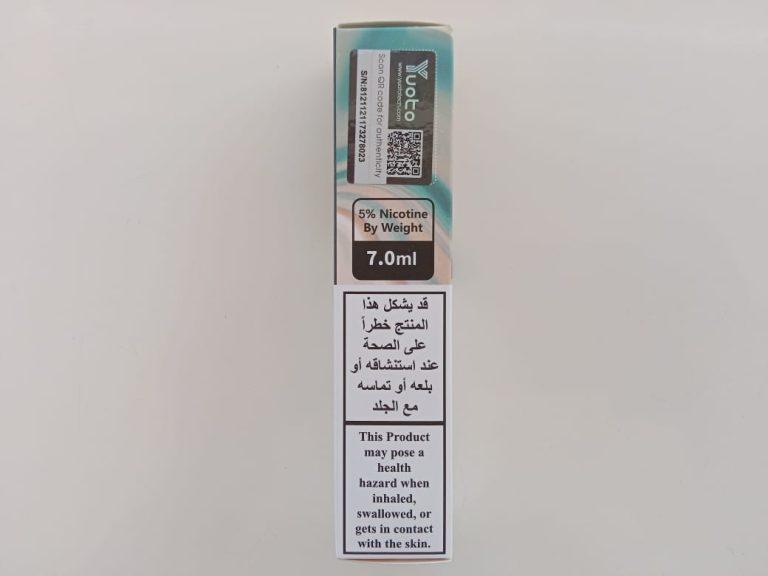 Yuoto
www.yuototech.com
Scan QR code for authenticity
S/N:8121121173278023
5% Nicotine
By Weight
7.0ml
قد يشكل هذا
المنتج خطراً
على الصحة
عند استنشاقه أو
بلعه أو تماسه
مع الجلد
This Product
may pose a
health
hazard when
inhaled,
swallowed, or
gets in contact
with the skin.